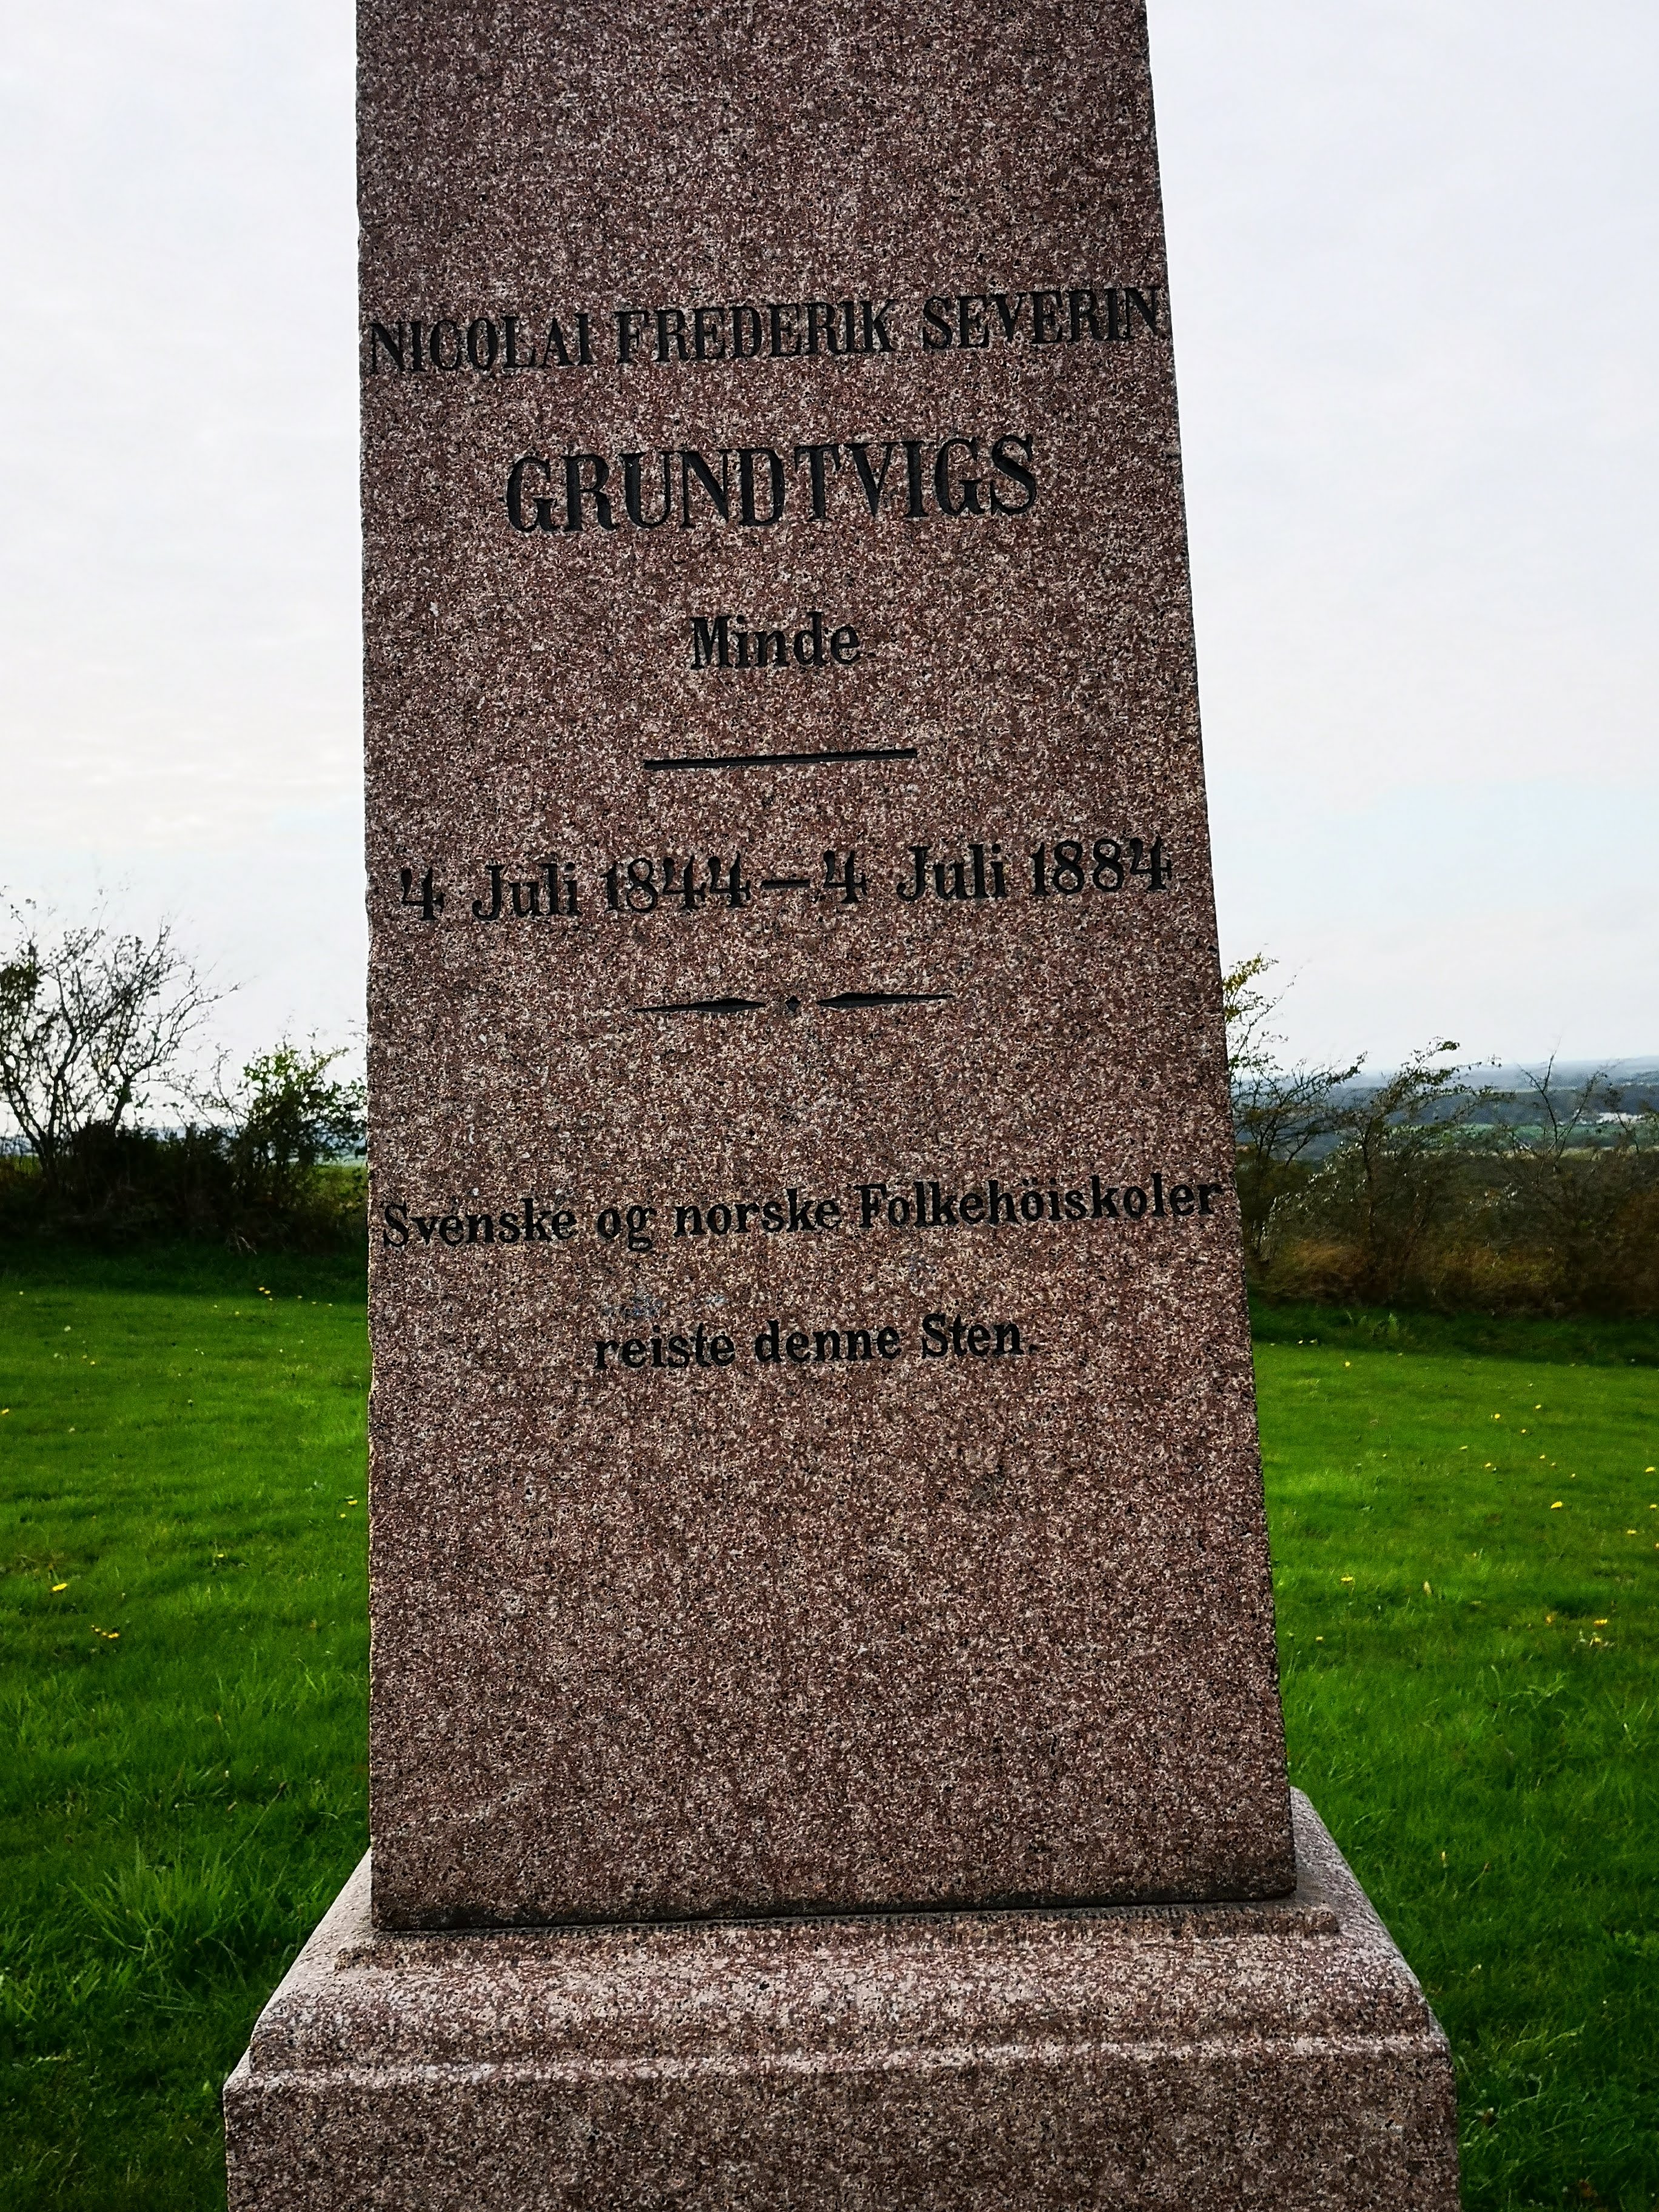 NICOLAI FREDERIK SEVERIN
GRUNDTVIGS
Minde
4 Juli 1844 – 4 Juli 1884
Svenske og norske Folkehöiskoler
reiste denne Sten.